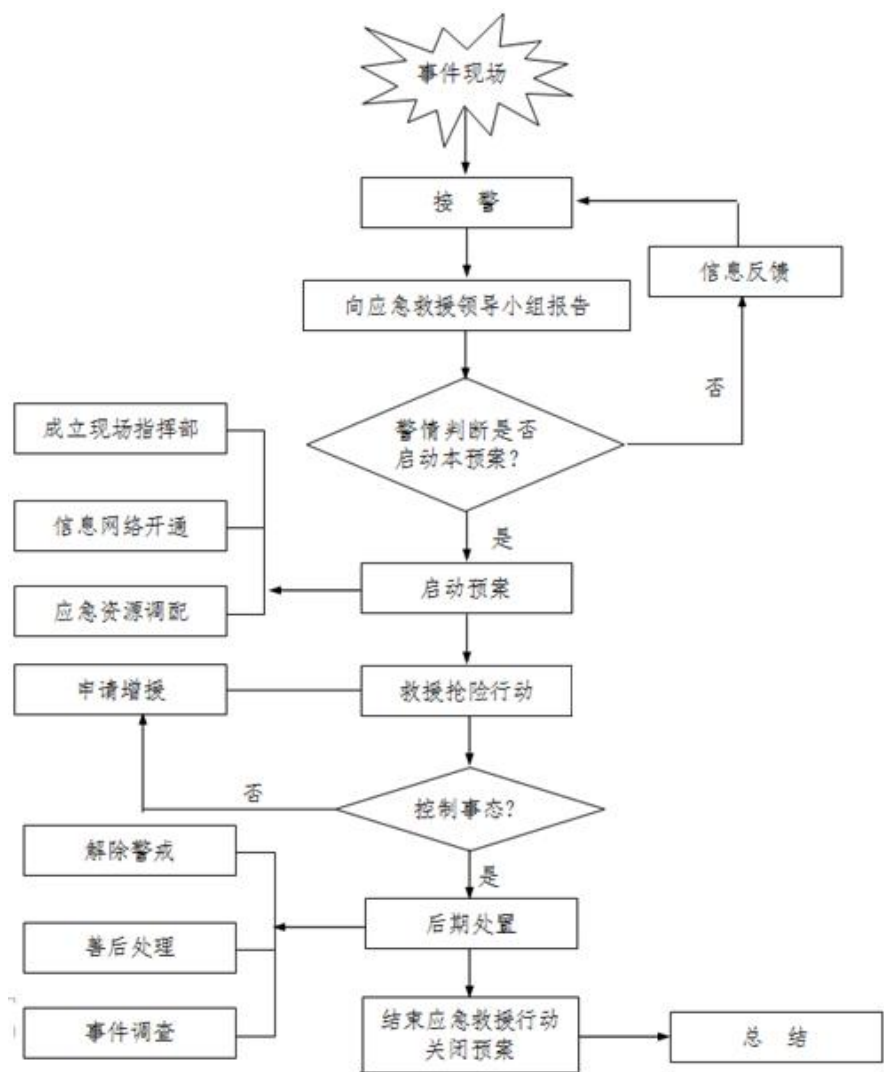 事件现场
接 警
信息反馈
向应急救援领导小组报告
否
警情判断是否
启动本预案?
成立现场指挥部
信息网络开通
是
启动预案
应急资源调配
申请增援
救援抢险行动
否
控制事态?
解除警戒
是
后期处置
善后处理
事件调查
结束应急救援行动
关闭预案
总 结